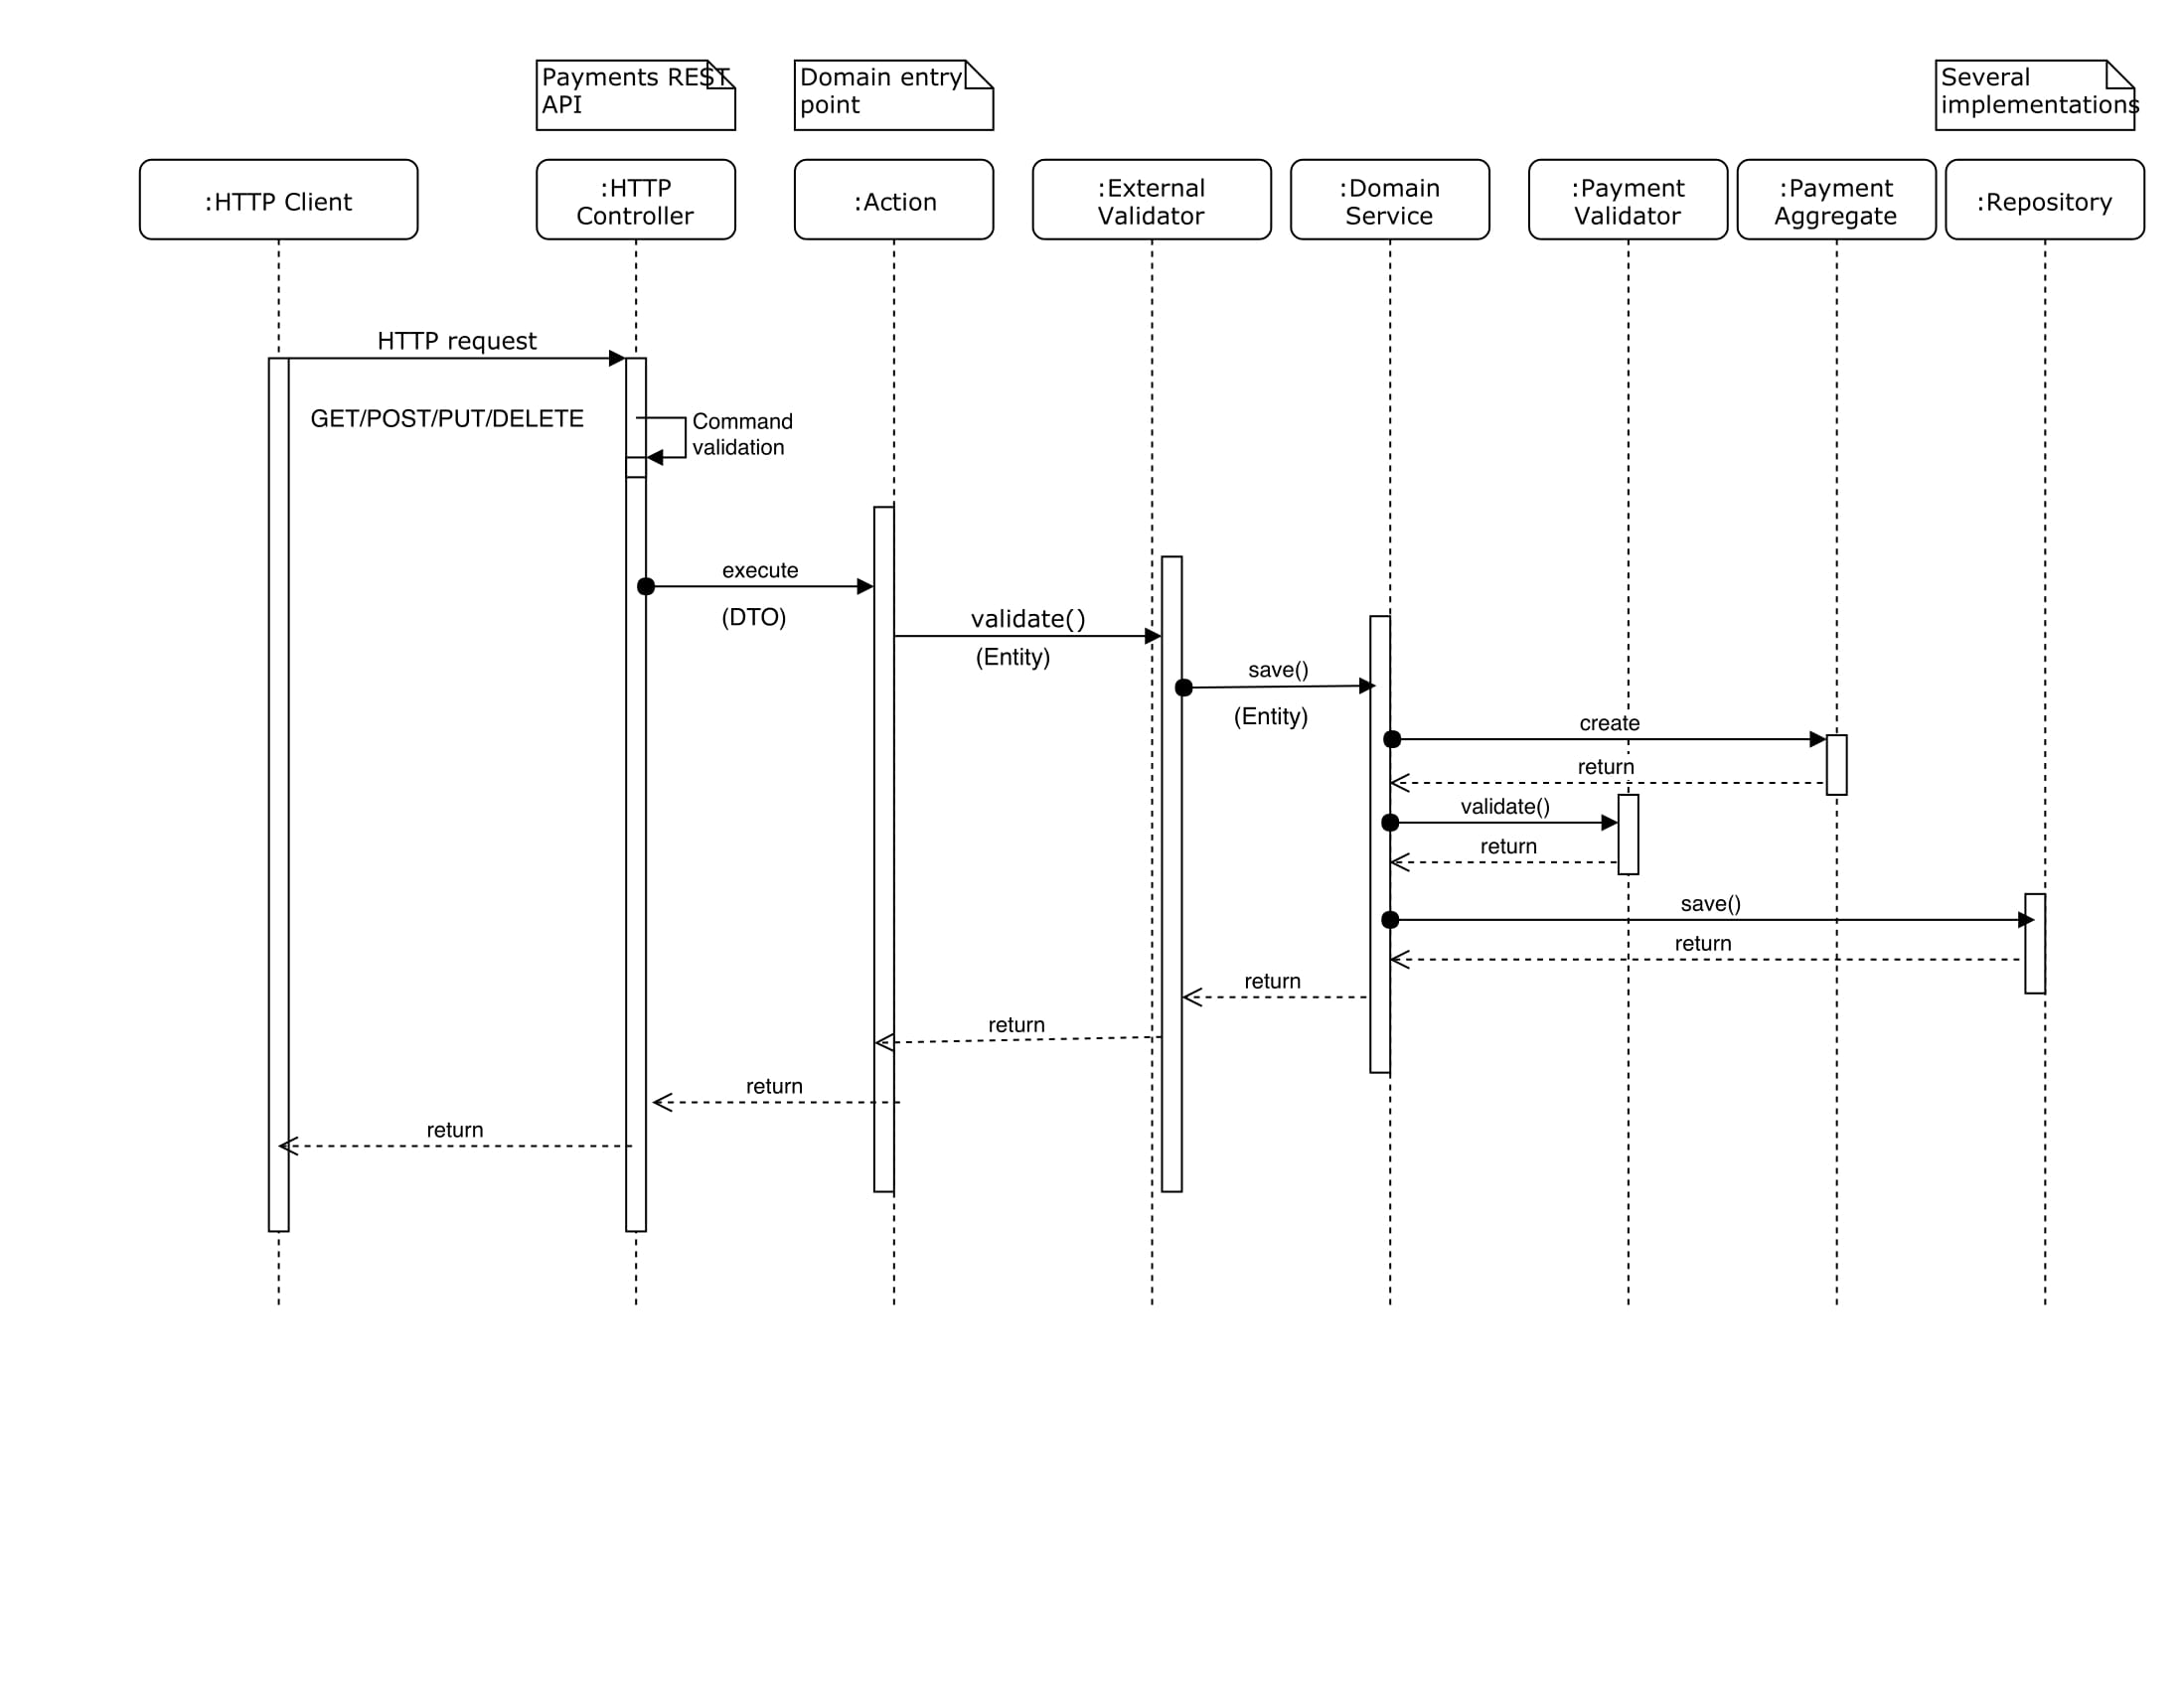 Payments REST
API
Domain entry
point
Several
implementations
:HTTP Client
:HTTP
Controller
:Action
:External
Validator
:Domain
Service
:Payment
Validator
:Payment
Aggregate
:Repository
HTTP request
GET/POST/PUT/DELETE
Command
validation
execute
(DTO)
validate()
(Entity)
save()
(Entity)
create
return
validate()
return
save()
return
return
return
return
return